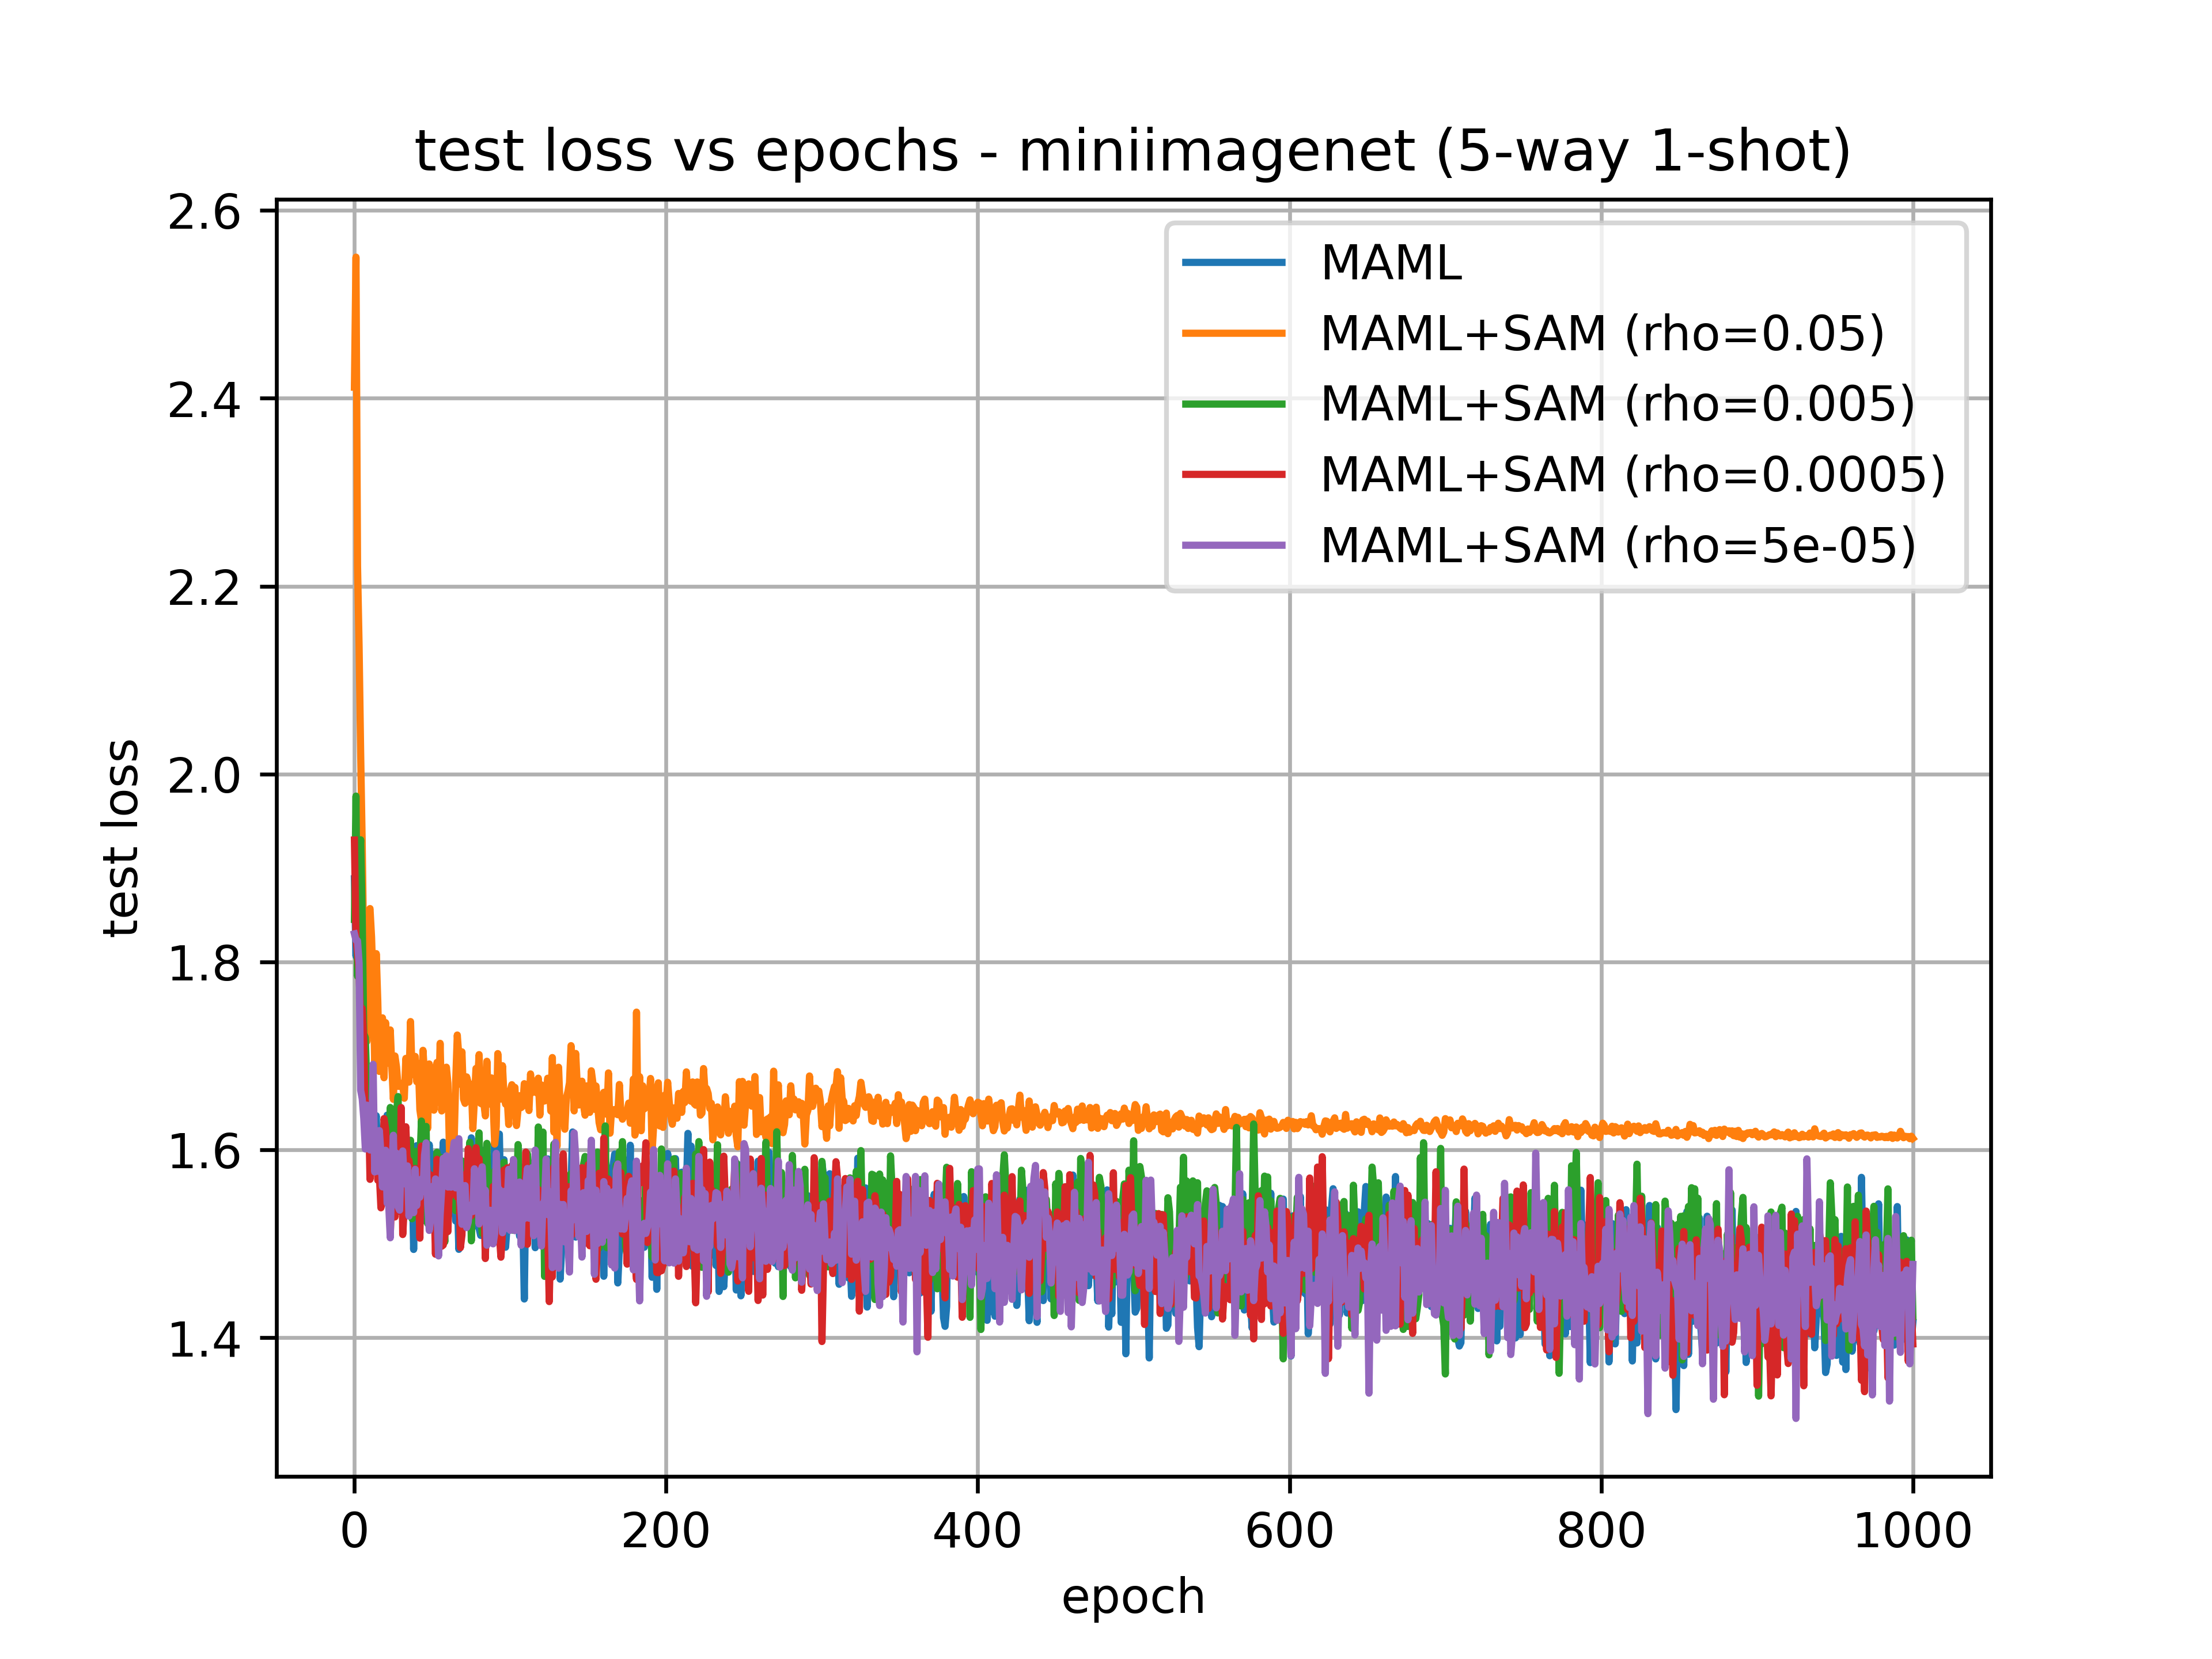 test loss vs epochs - miniimagenet (5-way 1-shot)
2.6
2.4
2.2
2.0
1.8
1.6
1.4
test loss
MAML
MAML+SAM (rho=0.05)
MAML+SAM (rho=0.005)
MAML+SAM (rho=0.0005)
MAML+SAM (rho=5e-05)
0 200 400 600 800 1000
epoch